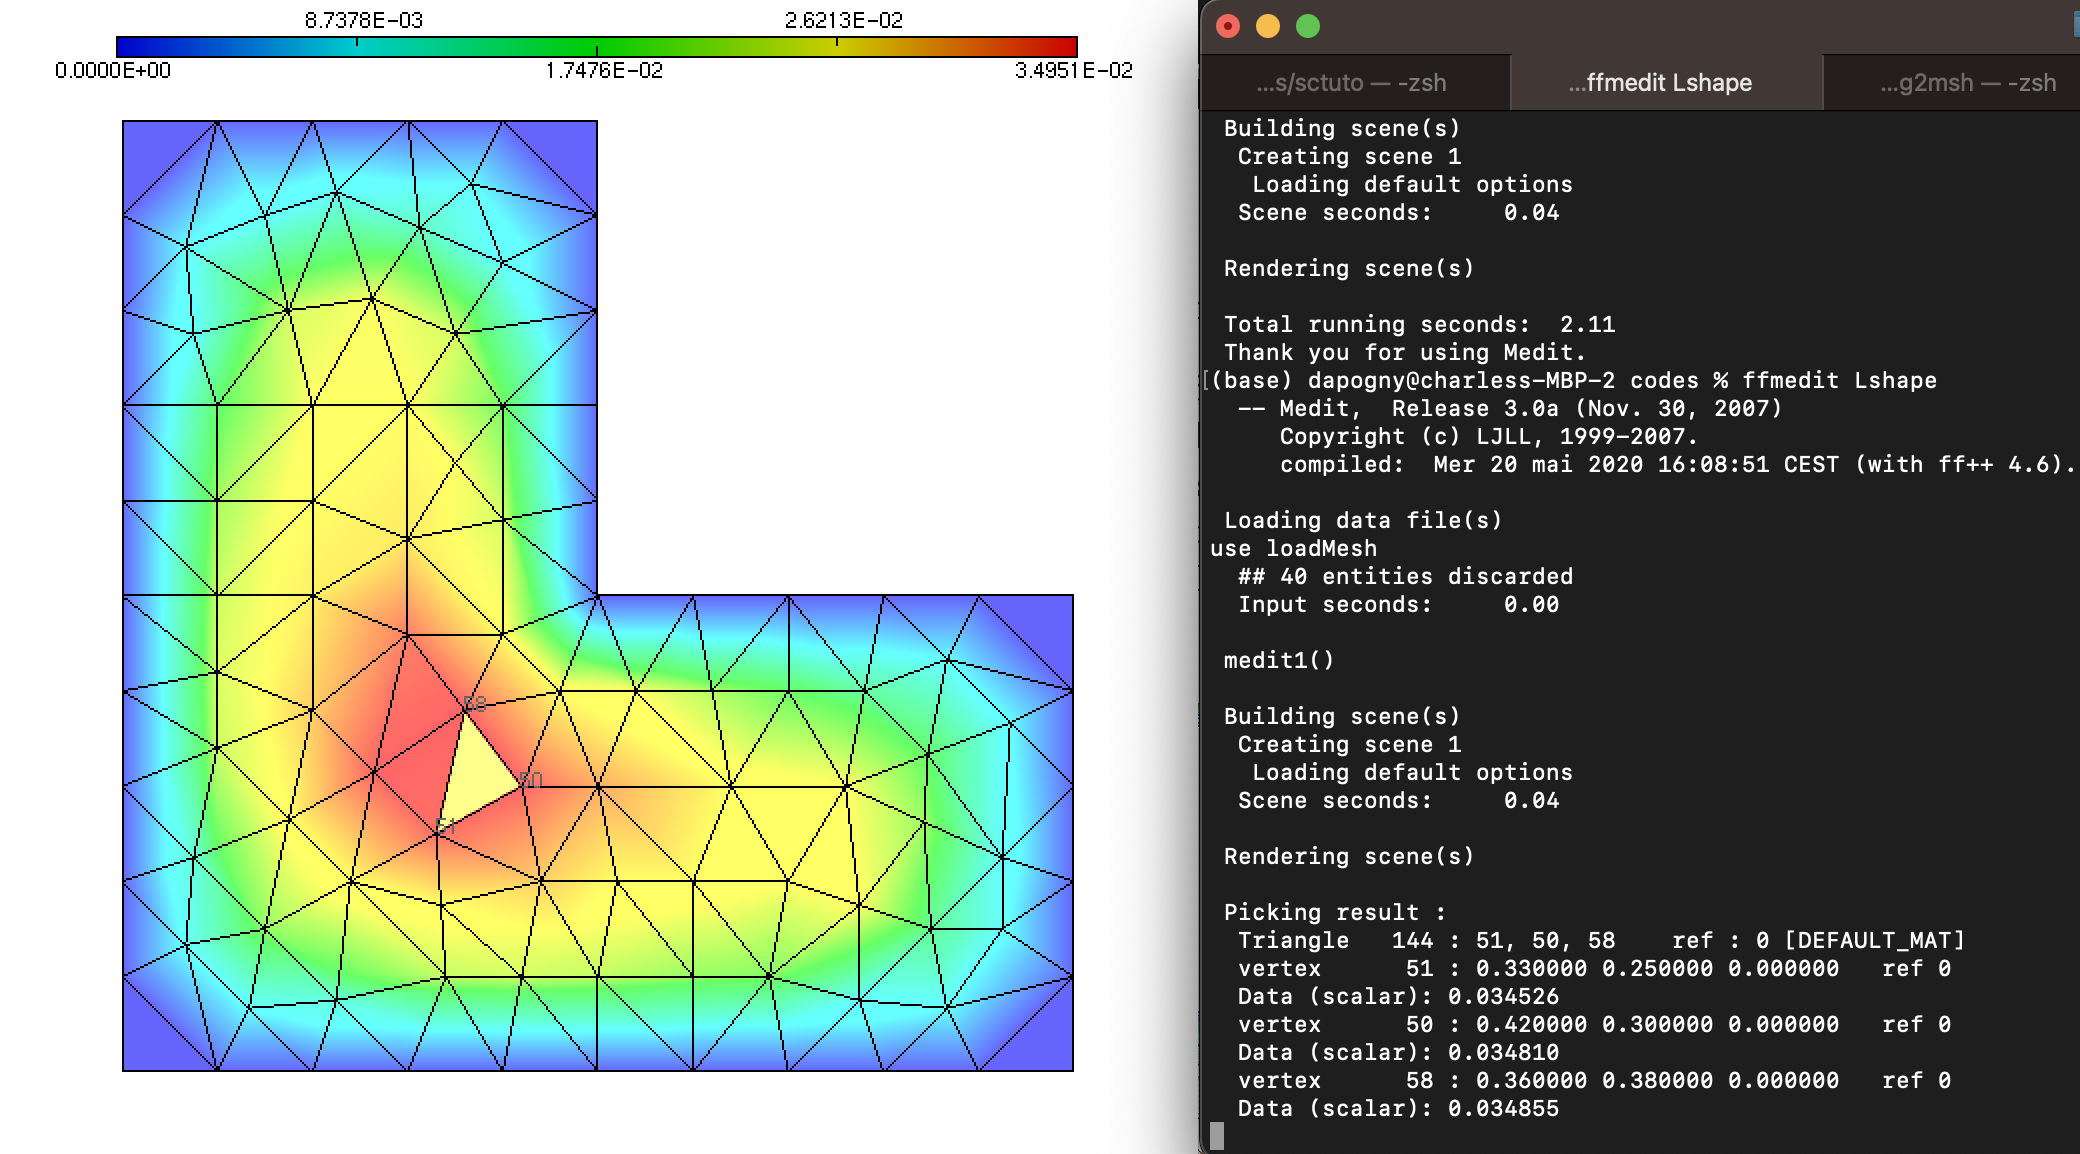 8.7378E-03 2.6213E-02
0.0000E+00 1.7476E-02 3.4951E-02
58
50
51
...s/sctuto — -zsh ...ffmedit Lshape ...g2msh — -zsh
Building scene(s)
Creating scene 1
Loading default options
Scene seconds: 0.04
Rendering scene(s)
Total running seconds: 2.11
Thank you for using Medit.
[(base) dapogny@charless-MBP-2 codes % ffmedit Lshape
-- Medit, Release 3.0a (Nov. 30, 2007)
Copyright (c) LJLL, 1999-2007.
compiled: Mer 20 mai 2020 16:08:51 CEST (with ff++ 4.6).
Loading data file(s)
use loadMesh
## 40 entities discarded
Input seconds: 0.00
medit1()
Building scene(s)
Creating scene 1
Loading default options
Scene seconds: 0.04
Rendering scene(s)
Picking result :
Triangle 144 : 51, 50, 58 ref : 0 [DEFAULT_MAT]
vertex 51 : 0.330000 0.250000 0.000000 ref 0
Data (scalar): 0.034526
vertex 50 : 0.420000 0.300000 0.000000 ref 0
Data (scalar): 0.034810
vertex 58 : 0.360000 0.380000 0.000000 ref 0
Data (scalar): 0.034855